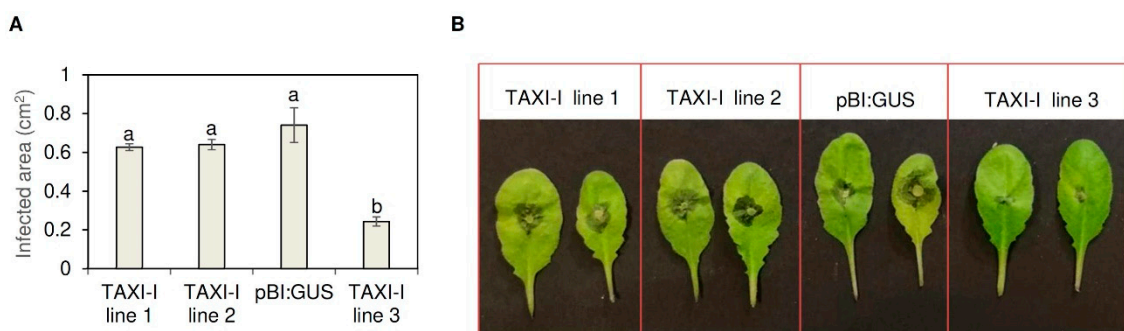 A
B
Infected area (cm²)
1
0.8
0.6
0.4
0.2
0
a
a
a
b
TAXI-I line 1
TAXI-I line 2
pBI:GUS
TAXI-I line 3
TAXI-I line 1
TAXI-I line 2
pBI:GUS
TAXI-I line 3